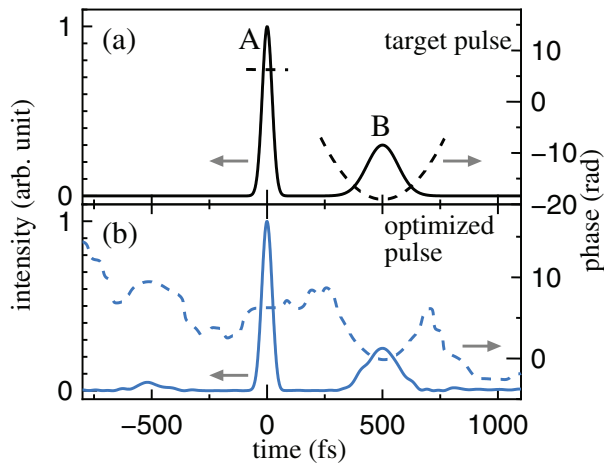 1
(a)
A
B
target pulse
10
0
−10
−20
0
intensity (arb. unit)
phase (rad)
1
(b)
optimized
pulse
10
0
0
−500
0
500
1000
time (fs)